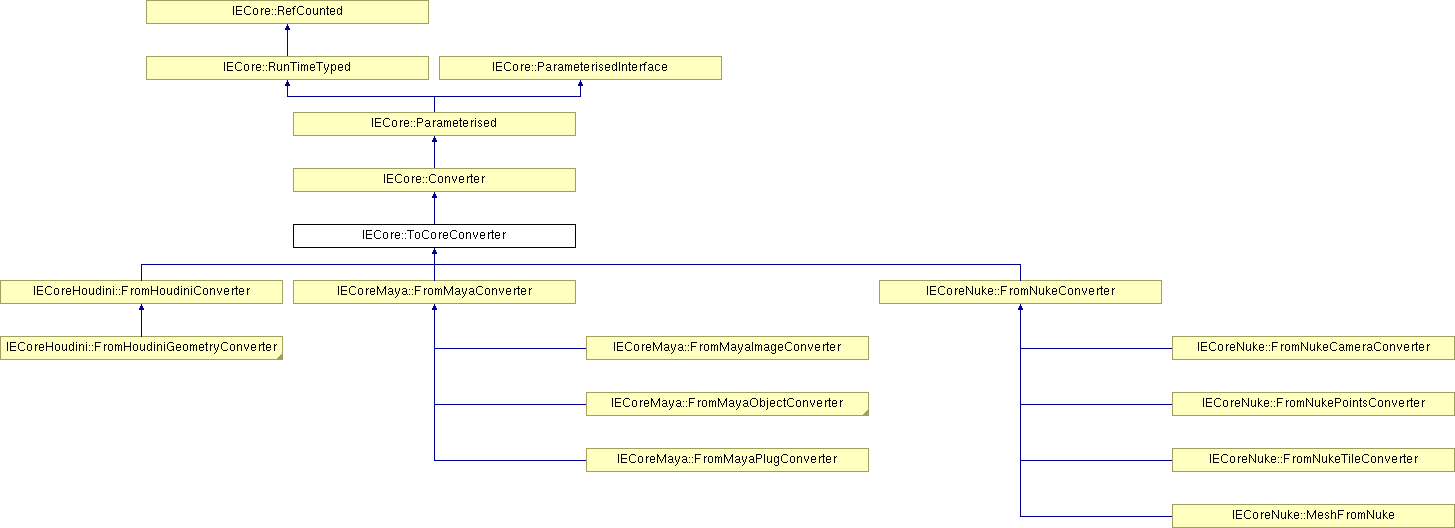 IECore::RefCounted
IECore::RunTimeTyped
IECore::ParameterisedInterface
IECore::Parameterised
IECore::Converter
IECore::ToCoreConverter
IECoreHoudini::FromHoudiniConverter
IECoreMaya::FromMayaConverter
IECoreNuke::FromNukeConverter
IECoreHoudini::FromHoudiniGeometryConverter
IECoreMaya::FromMayaImageConverter
IECoreNuke::FromNukeCameraConverter
IECoreMaya::FromMayaObjectConverter
IECoreNuke::FromNukePointsConverter
IECoreMaya::FromMayaPlugConverter
IECoreNuke::FromNukeTileConverter
IECoreNuke::MeshFromNuke